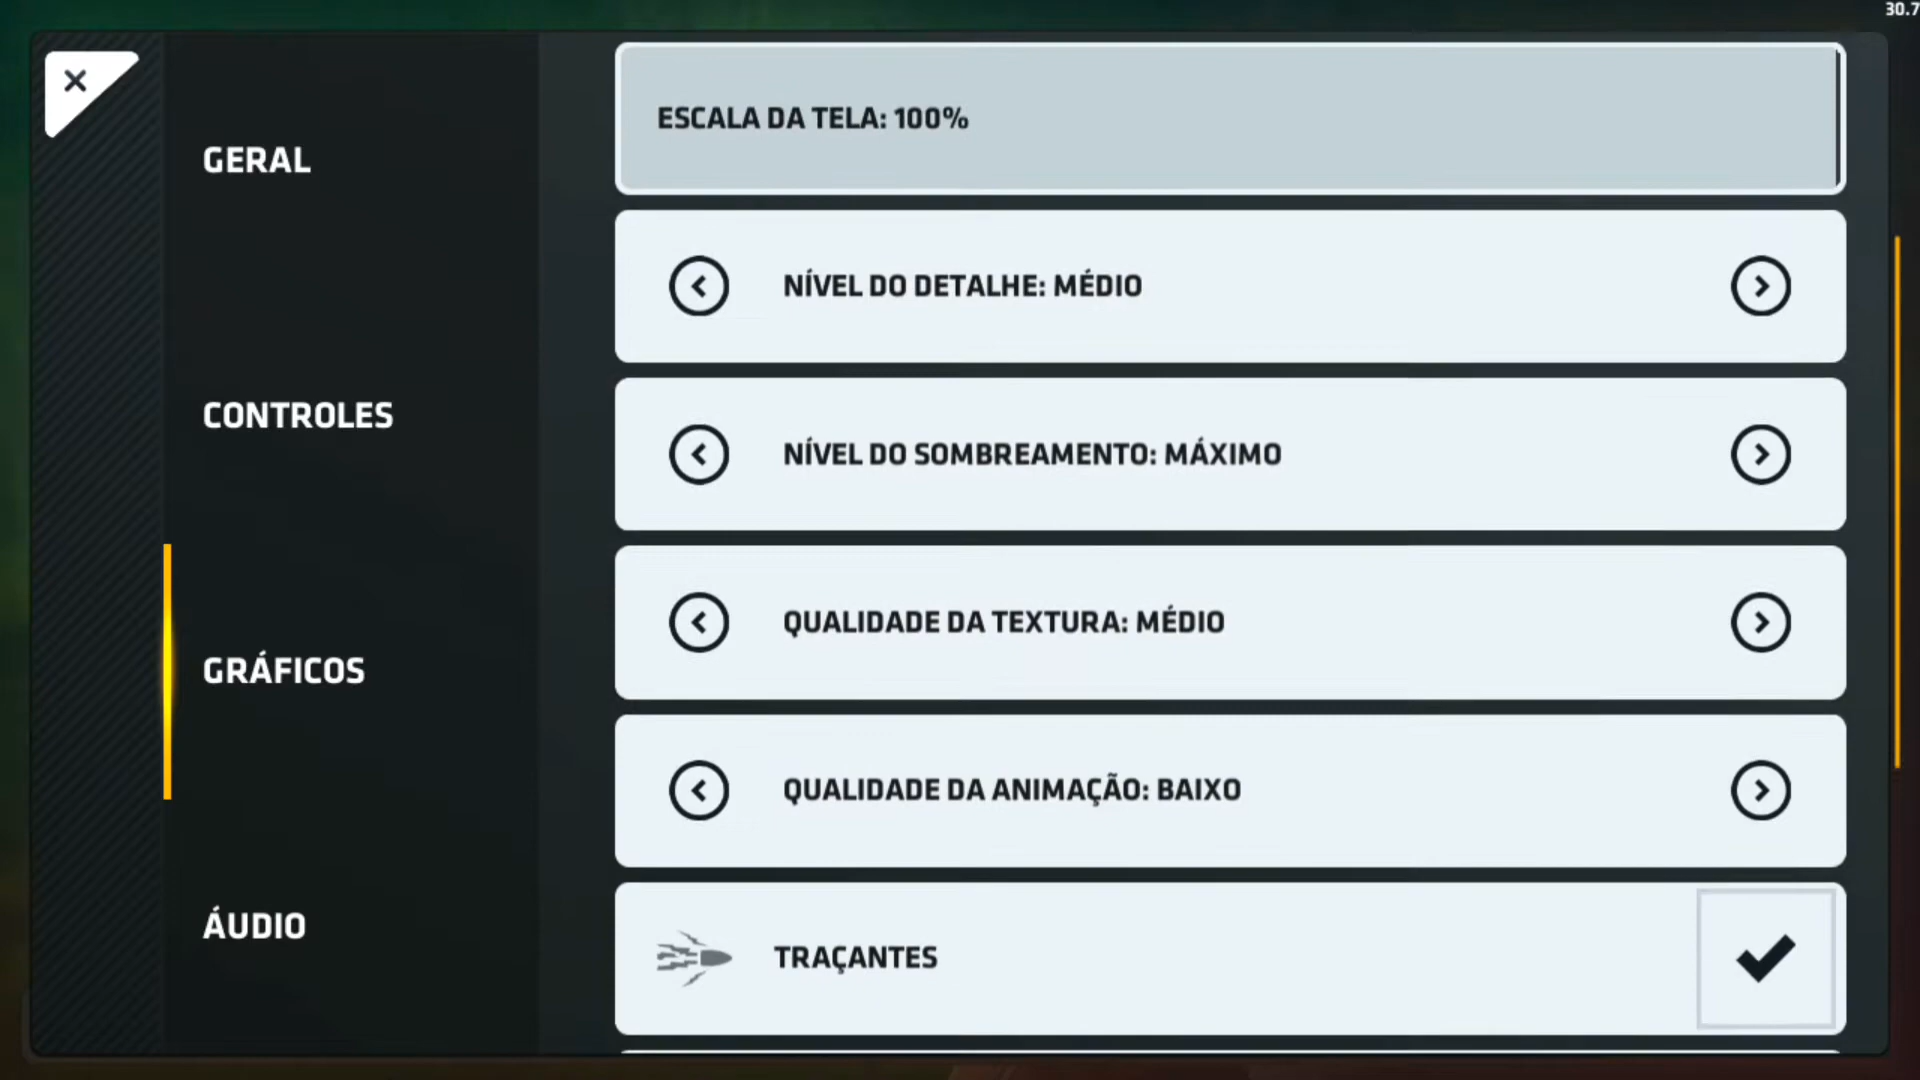 30.7
GERAL
CONTROLES
GRÁFICOS
ÁUDIO
ESCALA DA TELA: 100%
NÍVEL DO DETALHE: MÉDIO
NÍVEL DO SOMBREAMENTO: MÁXIMO
QUALIDADE DA TEXTURA: MÉDIO
QUALIDADE DA ANIMAÇÃO: BAIXO
TRAÇANTES